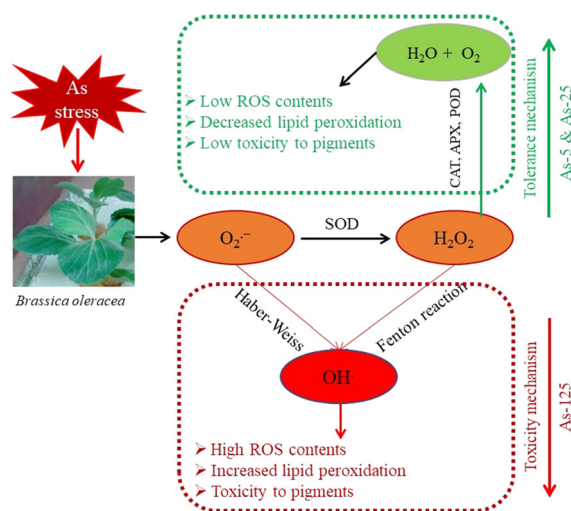 As
stress
Brassica oleracea
H₂O + O₂
➢ Low ROS contents
➢ Decreased lipid peroxidation
➢ Low toxicity to pigments
CAT, APX, POD
Tolerance mechanism
As-5 & As-25
O₂·⁻
SOD
H₂O₂
Haber-Weiss
Fenton reaction
OH·
➢ High ROS contents
➢ Increased lipid peroxidation
➢ Toxicity to pigments
Toxicity mechanism
As-125